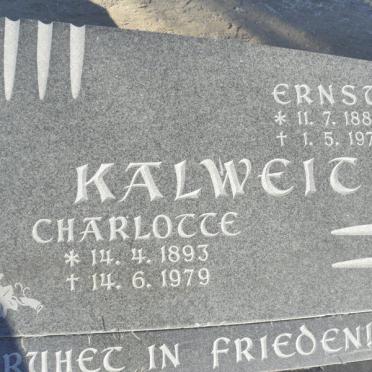 ERNST
* 11. 7. 188
† 1. 5. 197
KALWEIT
CHARLOTTE
* 14. 4. 1893
† 14. 6. 1979
RUHET IN FRIEDEN!